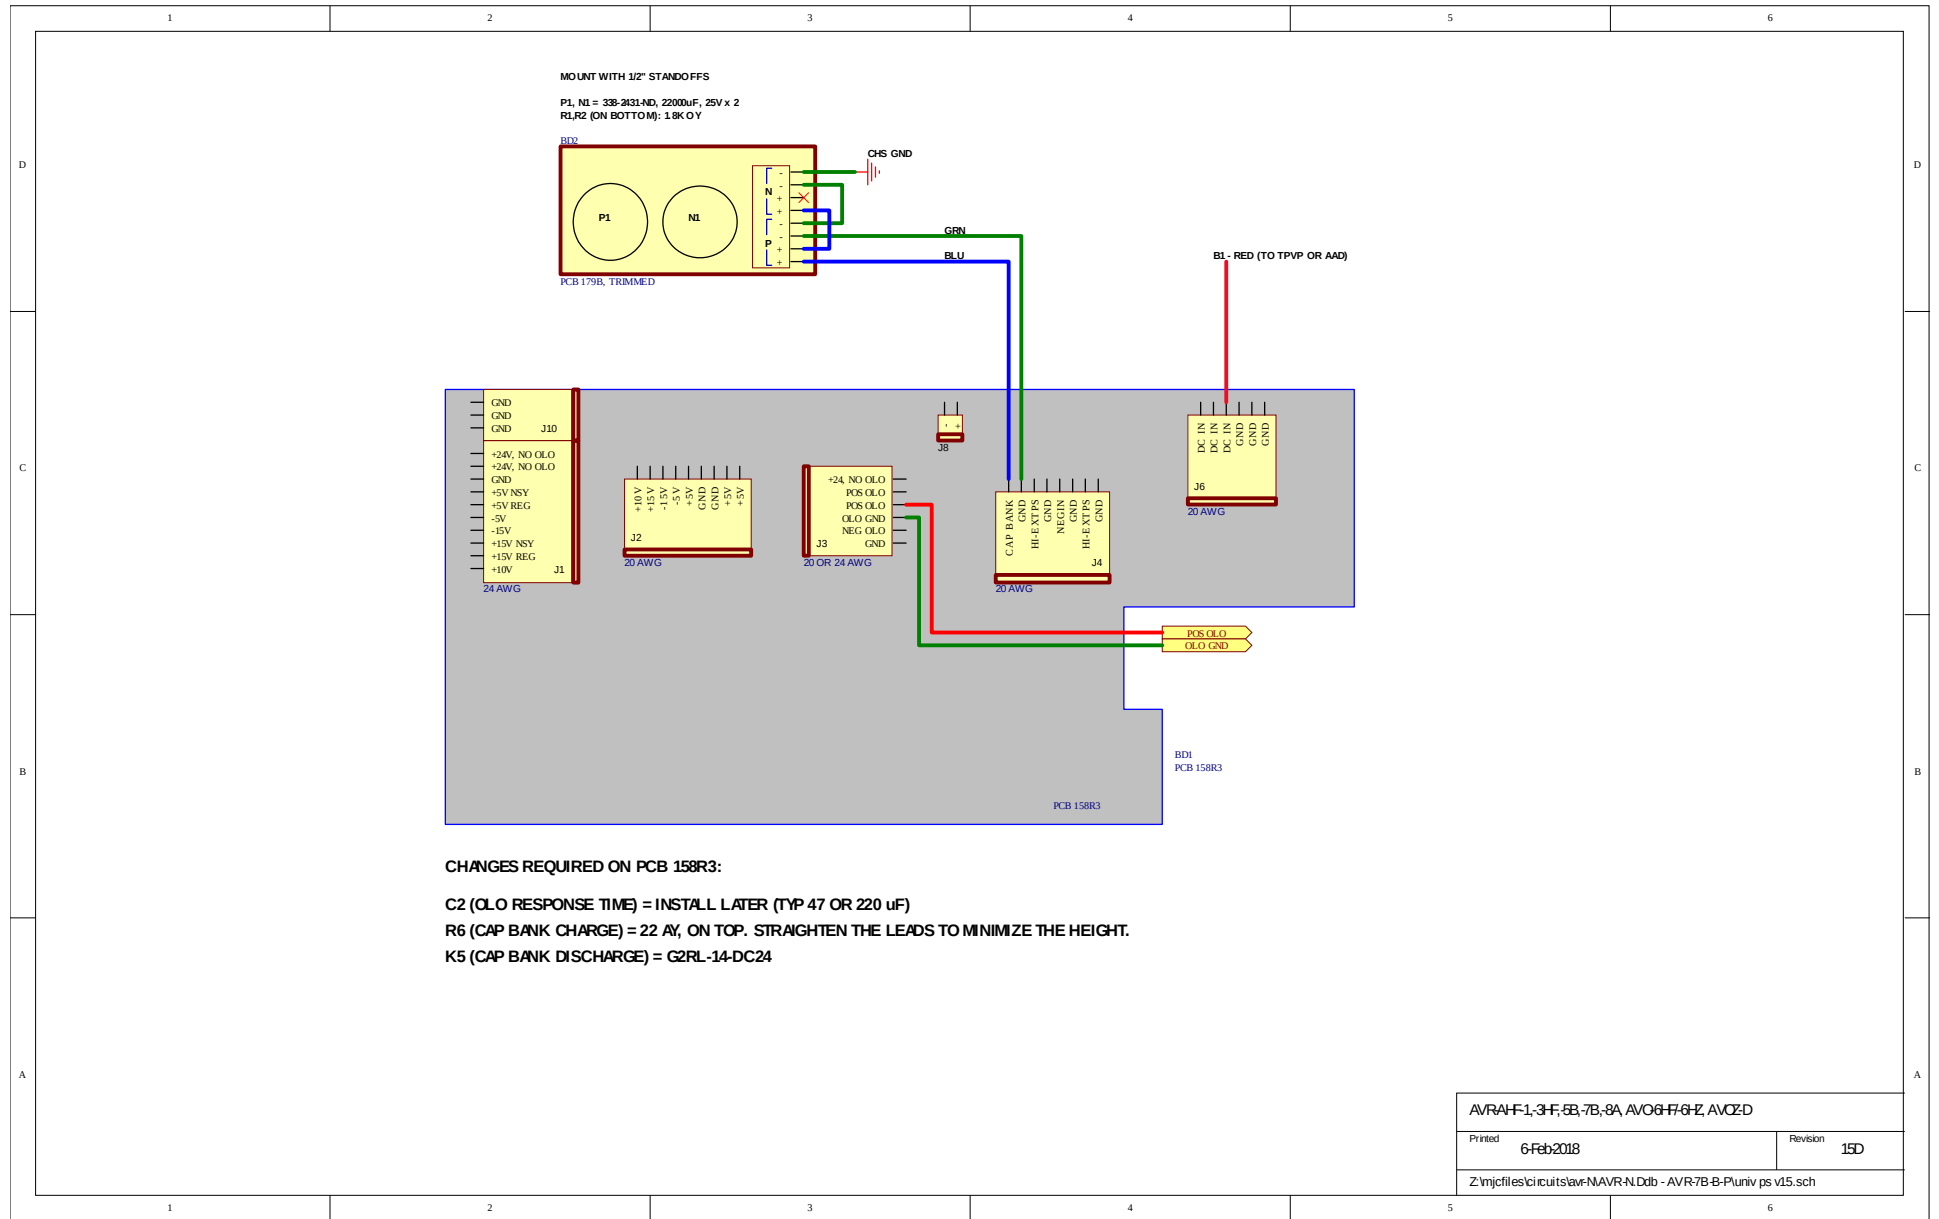 1 2 3 4 5 6
MOUNT WITH 1/2" STANDOFFS
P1, N1 = 338-2431-ND, 22000uF, 25V x 2
R1,R2 (ON BOTTOM): 1.8K OY
BD2
D
D
CHS GND
P1
N1
N
P
-
-
+
+
-
-
+
+
GRN
BLU
PCB 179B, TRIMMED
B1 - RED (TO TPVP OR AAD)
C
C
GND
GND
GND
J10
+24V, NO OLO
+24V, NO OLO
GND
+5V NSY
+5V REG
-5V
-15V
+15V NSY
+15V REG
+10V
J1
24 AWG
+10V
+15V
-15V
-5V
+5V
GND
GND
+5V
+5V
J2
20 AWG
+24, NO OLO
POS OLO
POS OLO
OLO GND
NEG OLO
GND
J3
20 OR 24 AWG
-
+
J8
CAP BANK
GND
HI-EXT PS
GND
NEG IN
GND
HI-EXT PS
GND
J4
20 AWG
DC IN
DC IN
DC IN
GND
GND
GND
J6
20 AWG
POS OLO
OLO GND
B
B
BD1
PCB 158R3
PCB 158R3
CHANGES REQUIRED ON PCB 158R3:
C2 (OLO RESPONSE TIME) = INSTALL LATER (TYP 47 OR 220 uF)
R6 (CAP BANK CHARGE) = 22 AY, ON TOP. STRAIGHTEN THE LEADS TO MINIMIZE THE HEIGHT.
K5 (CAP BANK DISCHARGE) = G2RL-14-DC24
A
A
AVR-AHF-1,-3HF,-5B,-7B,-8A, AVO-6HF/-6HZ, AVOZ-D
Printed 6-Feb-2018
Revision 15D
Z:\mjcfiles\circuits\avr-N\AVR-N.Ddb - AVR-7B-B-P\univ ps v15.sch
1 2 3 4 5 6